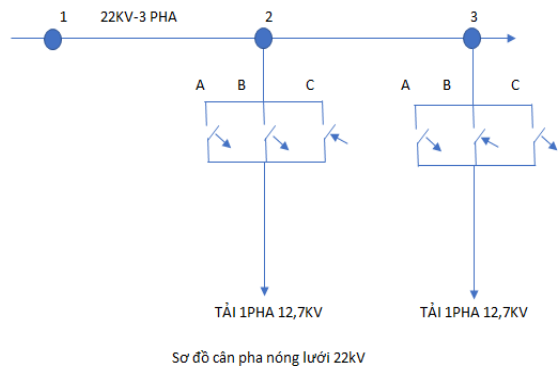 1 22KV-3 PHA 2 3
A B C A B C
TẢI 1PHA 12,7KV TẢI 1PHA 12,7KV
Sơ đồ cân pha nóng lưới 22kV